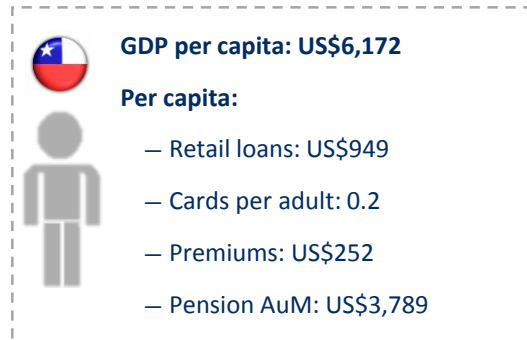 GDP per capita: US$6,172
Per capita:
— Retail loans: US$949
— Cards per adult: 0.2
— Premiums: US$252
— Pension AuM: US$3,789